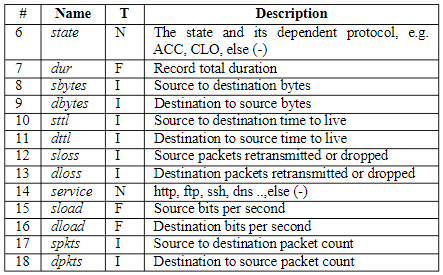 # Name T Description
6 state N The state and its dependent protocol, e.g.
ACC, CLO, else (-)
7 dur F Record total duration
8 sbytes I Source to destination bytes
9 dbytes I Destination to source bytes
10 sttl I Source to destination time to live
11 dttl I Destination to source time to live
12 sloss I Source packets retransmitted or dropped
13 dloss I Destination packets retransmitted or dropped
14 service N http, ftp, ssh, dns ..,else (-)
15 sload F Source bits per second
16 dload F Destination bits per second
17 spkts I Source to destination packet count
18 dpkts I Destination to source packet count